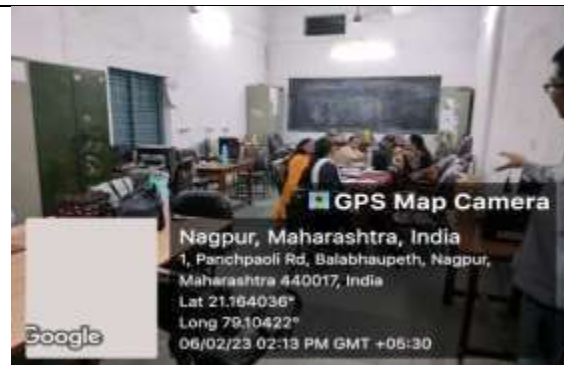 GPS Map Camera
Nagpur, Maharashtra, India
1, Panchpaoli Rd, Balabhaupeth, Nagpur,
Maharashtra 440017, India
Lat 21.164036°
Long 79.10422°
06/02/23 02:13 PM GMT +05:30
Google